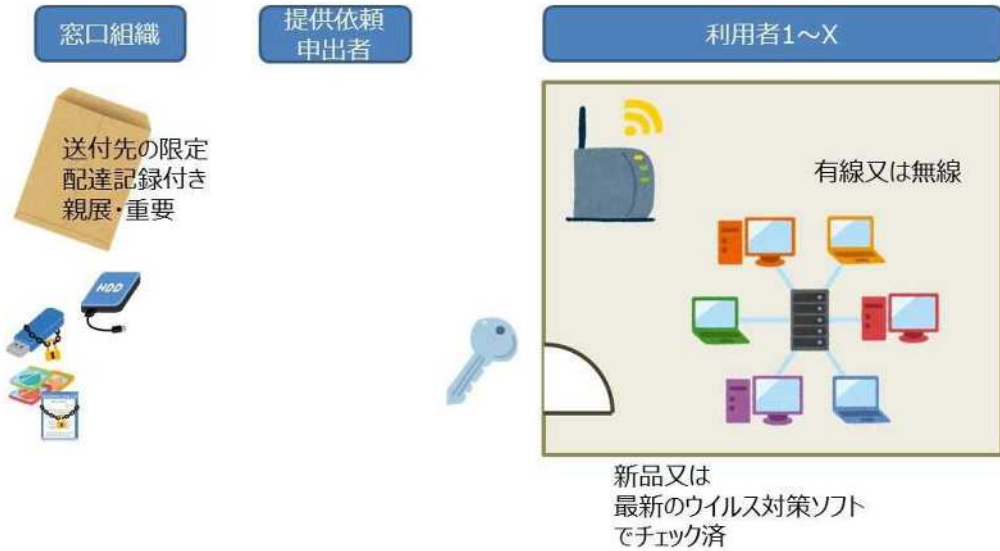 窓口組織
提供依頼
申出者
利用者1～X
送付先の限定
配達記録付き
親展・重要
有線又は無線
HDD
新品又は
最新のウイルス対策ソフト
でチェック済